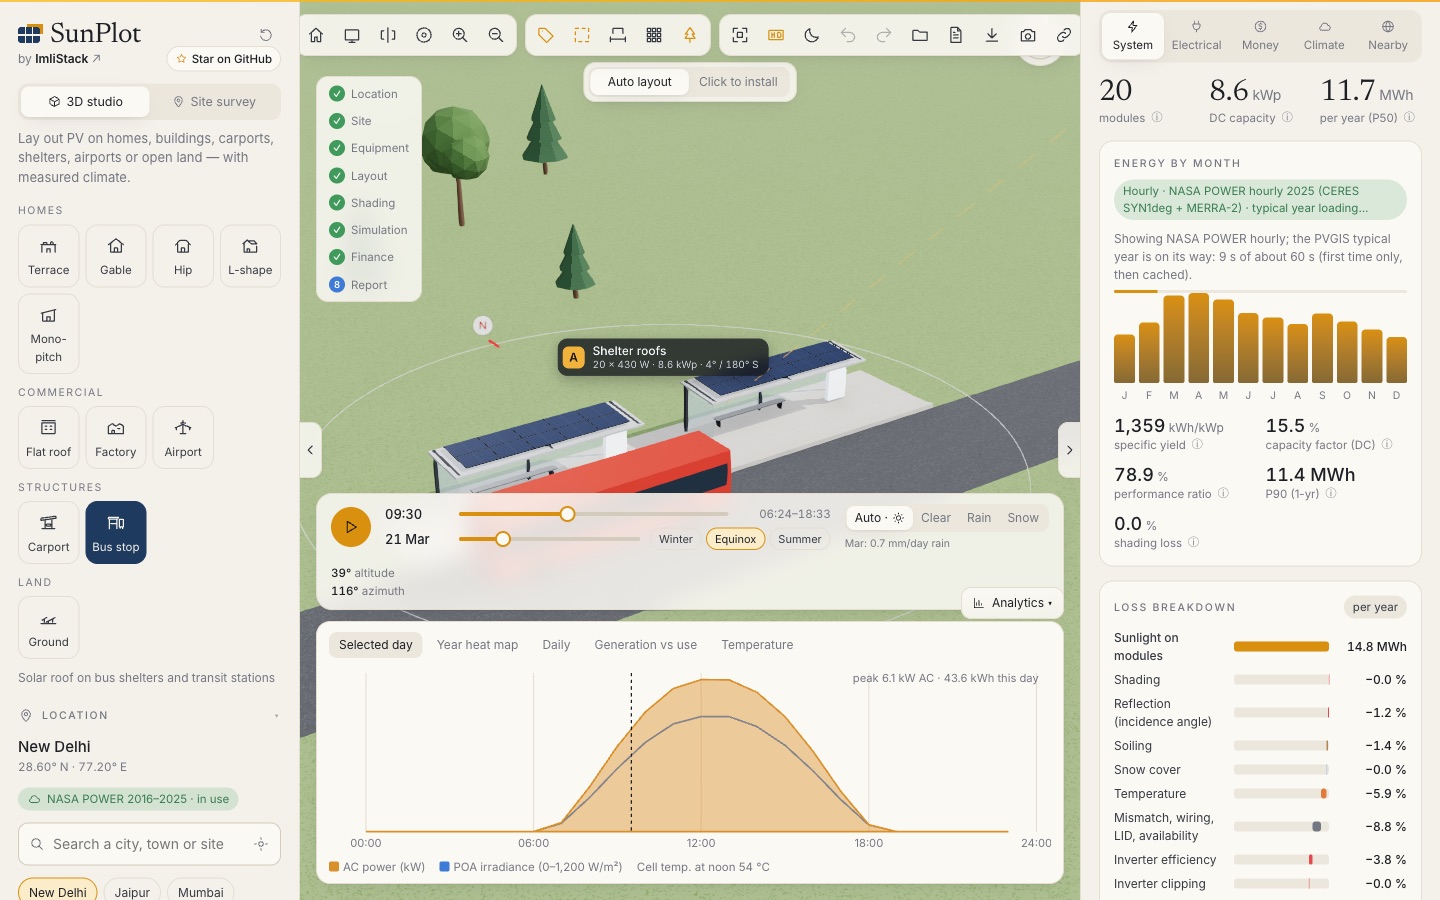 SunPlot
by ImliStack ↗
Star on GitHub
3D studio
Site survey
Lay out PV on homes, buildings, carports,
shelters, airports or open land — with
measured climate.
HOMES
Terrace
Gable
Hip
L-shape
Mono-
pitch
COMMERCIAL
Flat roof
Factory
Airport
STRUCTURES
Carport
Bus stop
LAND
Ground
Solar roof on bus shelters and transit stations
LOCATION
New Delhi
28.60° N · 77.20° E
NASA POWER 2016–2025 · in use
Search a city, town or site
New Delhi
Jaipur
Mumbai
HD
Auto layout
Click to install
Location
Site
Equipment
Layout
Shading
Simulation
Finance
8 Report
N
A
Shelter roofs
20 × 430 W · 8.6 kWp · 4° / 180° S
09:30
06:24–18:33
Auto ·
Clear
Rain
Snow
21 Mar
Winter
Equinox
Summer
Mar: 0.7 mm/day rain
39° altitude
116° azimuth
Analytics
Selected day
Year heat map
Daily
Generation vs use
Temperature
peak 6.1 kW AC · 43.6 kWh this day
00:00
06:00
12:00
18:00
24:00
AC power (kW)
POA irradiance (0–1,200 W/m²)
Cell temp. at noon 54 °C
System
Electrical
Money
Climate
Nearby
20
modules
8.6 kWp
DC capacity
11.7 MWh
per year (P50)
ENERGY BY MONTH
Hourly · NASA POWER hourly 2025 (CERES
SYN1deg + MERRA-2) · typical year loading…
Showing NASA POWER hourly; the PVGIS typical
year is on its way: 9 s of about 60 s (first time only,
then cached).
J F M A M J J A S O N D
1,359 kWh/kWp
specific yield
15.5 %
capacity factor (DC)
78.9 %
performance ratio
11.4 MWh
P90 (1-yr)
0.0 %
shading loss
LOSS BREAKDOWN
per year
Sunlight on
modules
14.8 MWh
Shading
−0.0 %
Reflection
(incidence angle)
−1.2 %
Soiling
−1.4 %
Snow cover
−0.0 %
Temperature
−5.9 %
Mismatch, wiring,
LID, availability
−8.8 %
Inverter efficiency
−3.8 %
Inverter clipping
−0.0 %